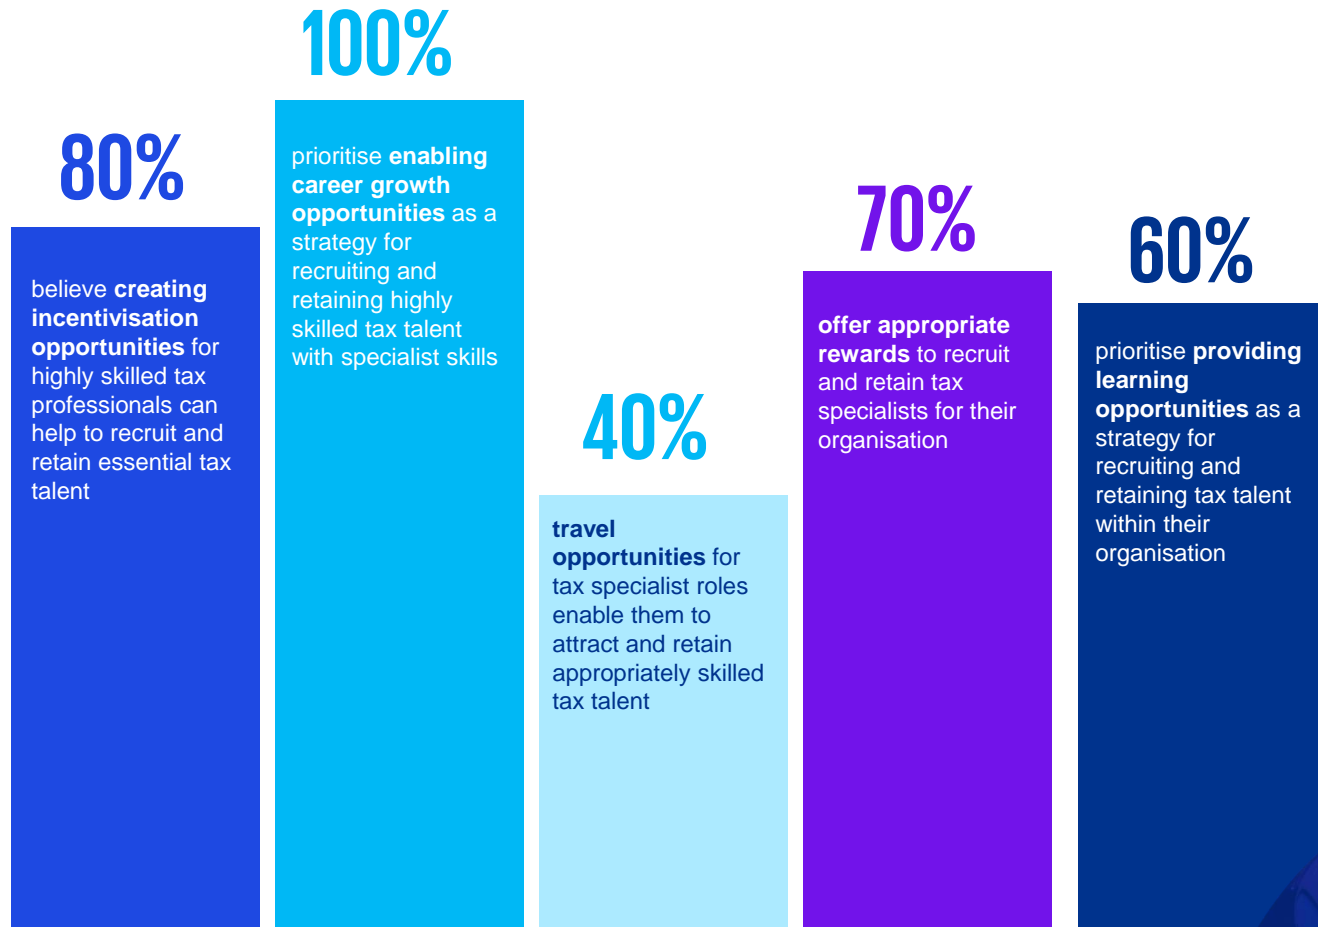 80%
believe creating
incentivisation
opportunities for
highly skilled tax
professionals can
help to recruit and
retain essential tax
talent
100%
prioritise enabling
career growth
opportunities as a
strategy for
recruiting and
retaining highly
skilled tax talent
with specialist skills
40%
travel
opportunities for
tax specialist roles
enable them to
attract and retain
appropriately skilled
tax talent
70%
offer appropriate
rewards to recruit
and retain tax
specialists for their
organisation
60%
prioritise providing
learning
opportunities as a
strategy for
recruiting and
retaining tax talent
within their
organisation